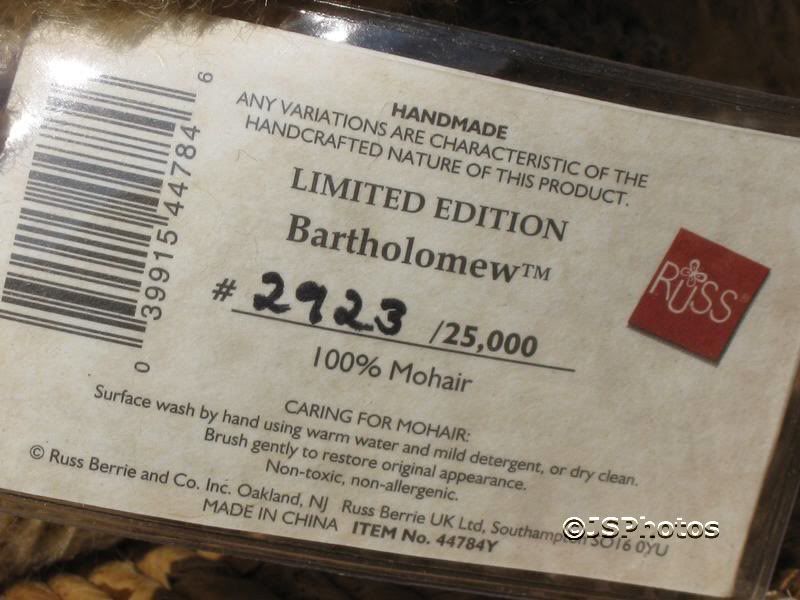 HANDMADE
ANY VARIATIONS ARE CHARACTERISTIC OF THE
HANDCRAFTED NATURE OF THIS PRODUCT.
LIMITED EDITION
Bartholomew™
# 2923 /25,000
100% Mohair
CARING FOR MOHAIR:
Surface wash by hand using warm water and mild detergent, or dry clean.
Brush gently to restore original appearance.
Non-toxic, non-allergenic.
© Russ Berrie and Co. Inc. Oakland, NJ Russ Berrie UK Ltd, Southampton SO16 0YU
MADE IN CHINA ITEM No. 44784Y
0 39915 44784 6
RUSS®
©JSPhotos